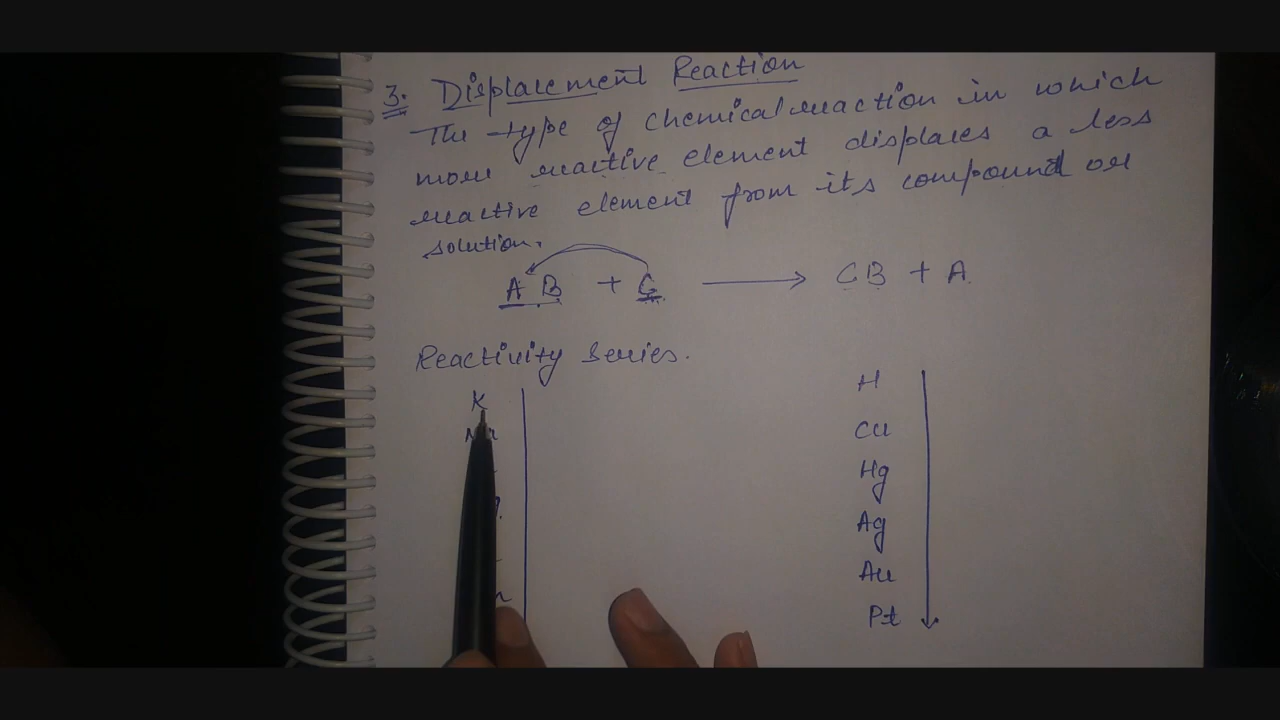 3. Displacement Reaction
The type of chemical reaction in which
more reactive element displaces a less
reactive element from its compound or
solution.
A B + C → CB + A
Reactivity Series.
K
H
Cu
Hg
Ag
Au
Pt